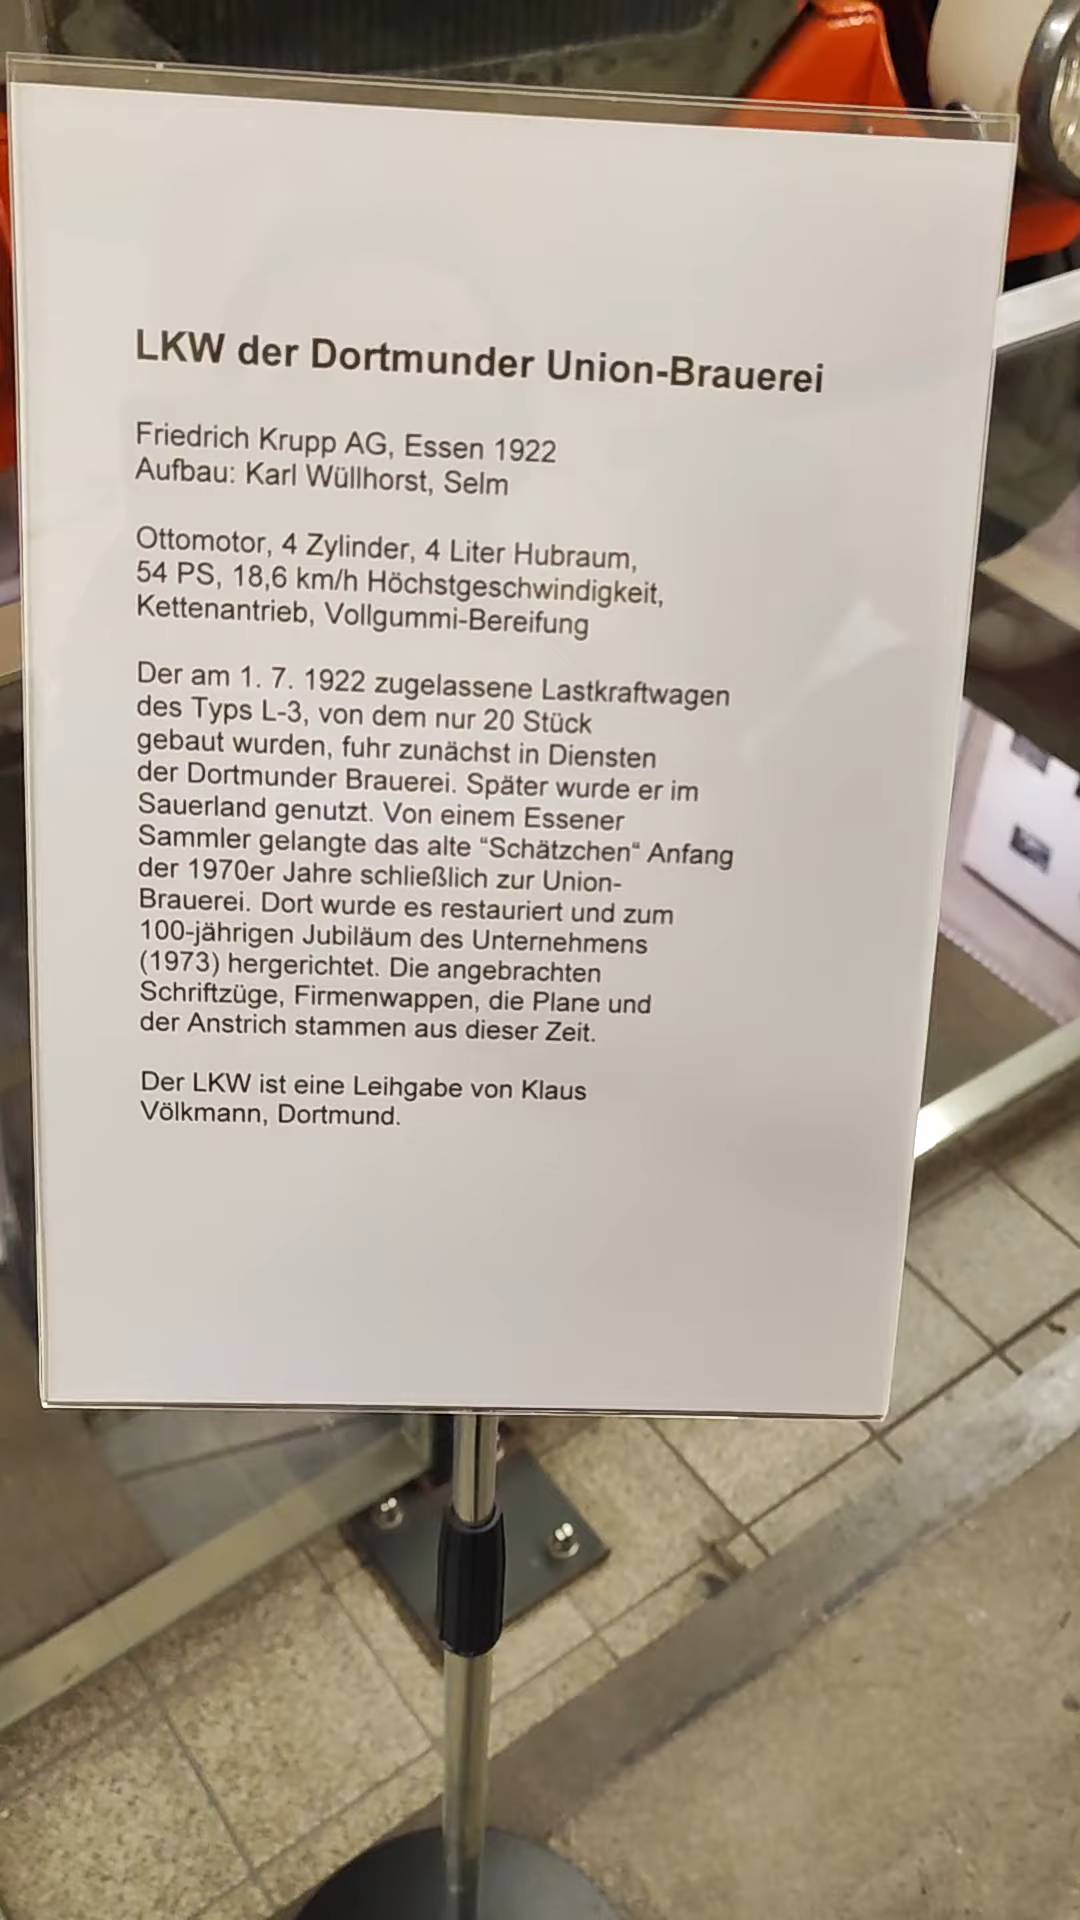 LKW der Dortmunder Union-Brauerei
Friedrich Krupp AG, Essen 1922
Aufbau: Karl Wüllhorst, Selm
Ottomotor, 4 Zylinder, 4 Liter Hubraum,
54 PS, 18,6 km/h Höchstgeschwindigkeit,
Kettenantrieb, Vollgummi-Bereifung
Der am 1. 7. 1922 zugelassene Lastkraftwagen
des Typs L-3, von dem nur 20 Stück
gebaut wurden, fuhr zunächst in Diensten
der Dortmunder Brauerei. Später wurde er im
Sauerland genutzt. Von einem Essener
Sammler gelangte das alte “Schätzchen“ Anfang
der 1970er Jahre schließlich zur Union-
Brauerei. Dort wurde es restauriert und zum
100-jährigen Jubiläum des Unternehmens
(1973) hergerichtet. Die angebrachten
Schriftzüge, Firmenwappen, die Plane und
der Anstrich stammen aus dieser Zeit.
Der LKW ist eine Leihgabe von Klaus
Völkmann, Dortmund.